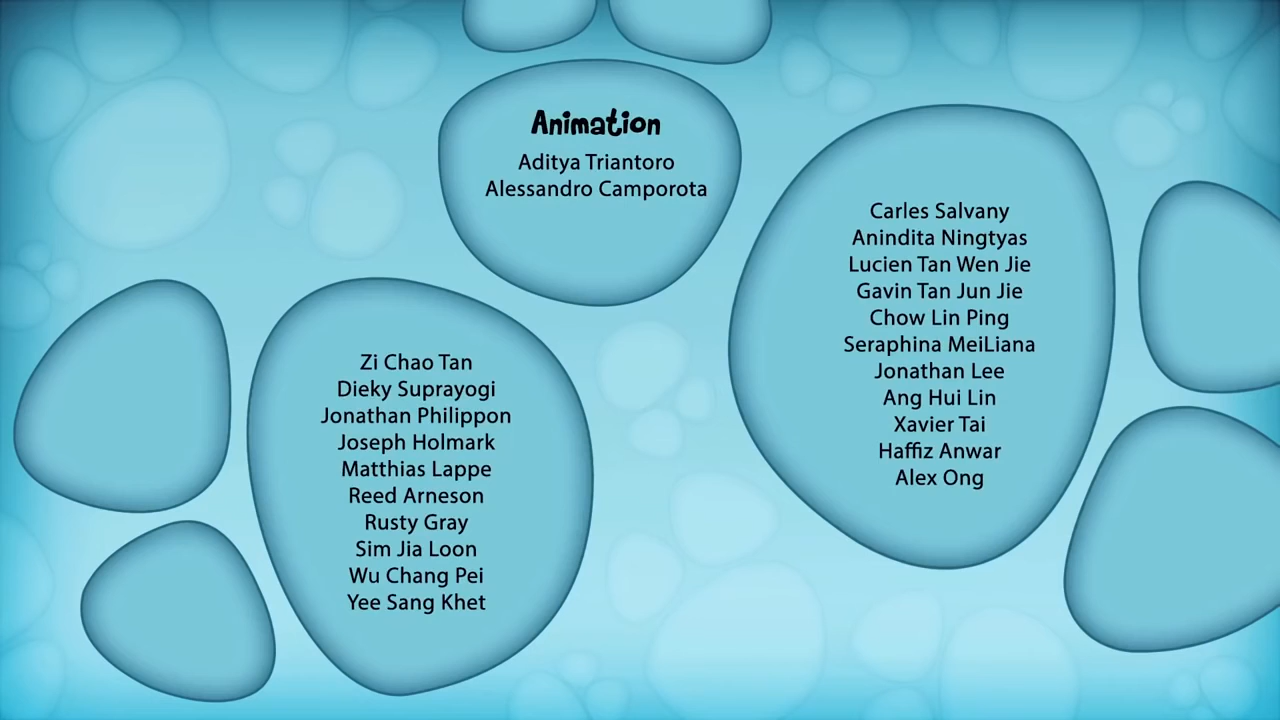 Animation
Aditya Triantoro
Alessandro Camporota
Zi Chao Tan
Dieky Suprayogi
Jonathan Philippon
Joseph Holmark
Matthias Lappe
Reed Arneson
Rusty Gray
Sim Jia Loon
Wu Chang Pei
Yee Sang Khet
Carles Salvany
Anindita Ningtyas
Lucien Tan Wen Jie
Gavin Tan Jun Jie
Chow Lin Ping
Seraphina MeiLiana
Jonathan Lee
Ang Hui Lin
Xavier Tai
Haffiz Anwar
Alex Ong